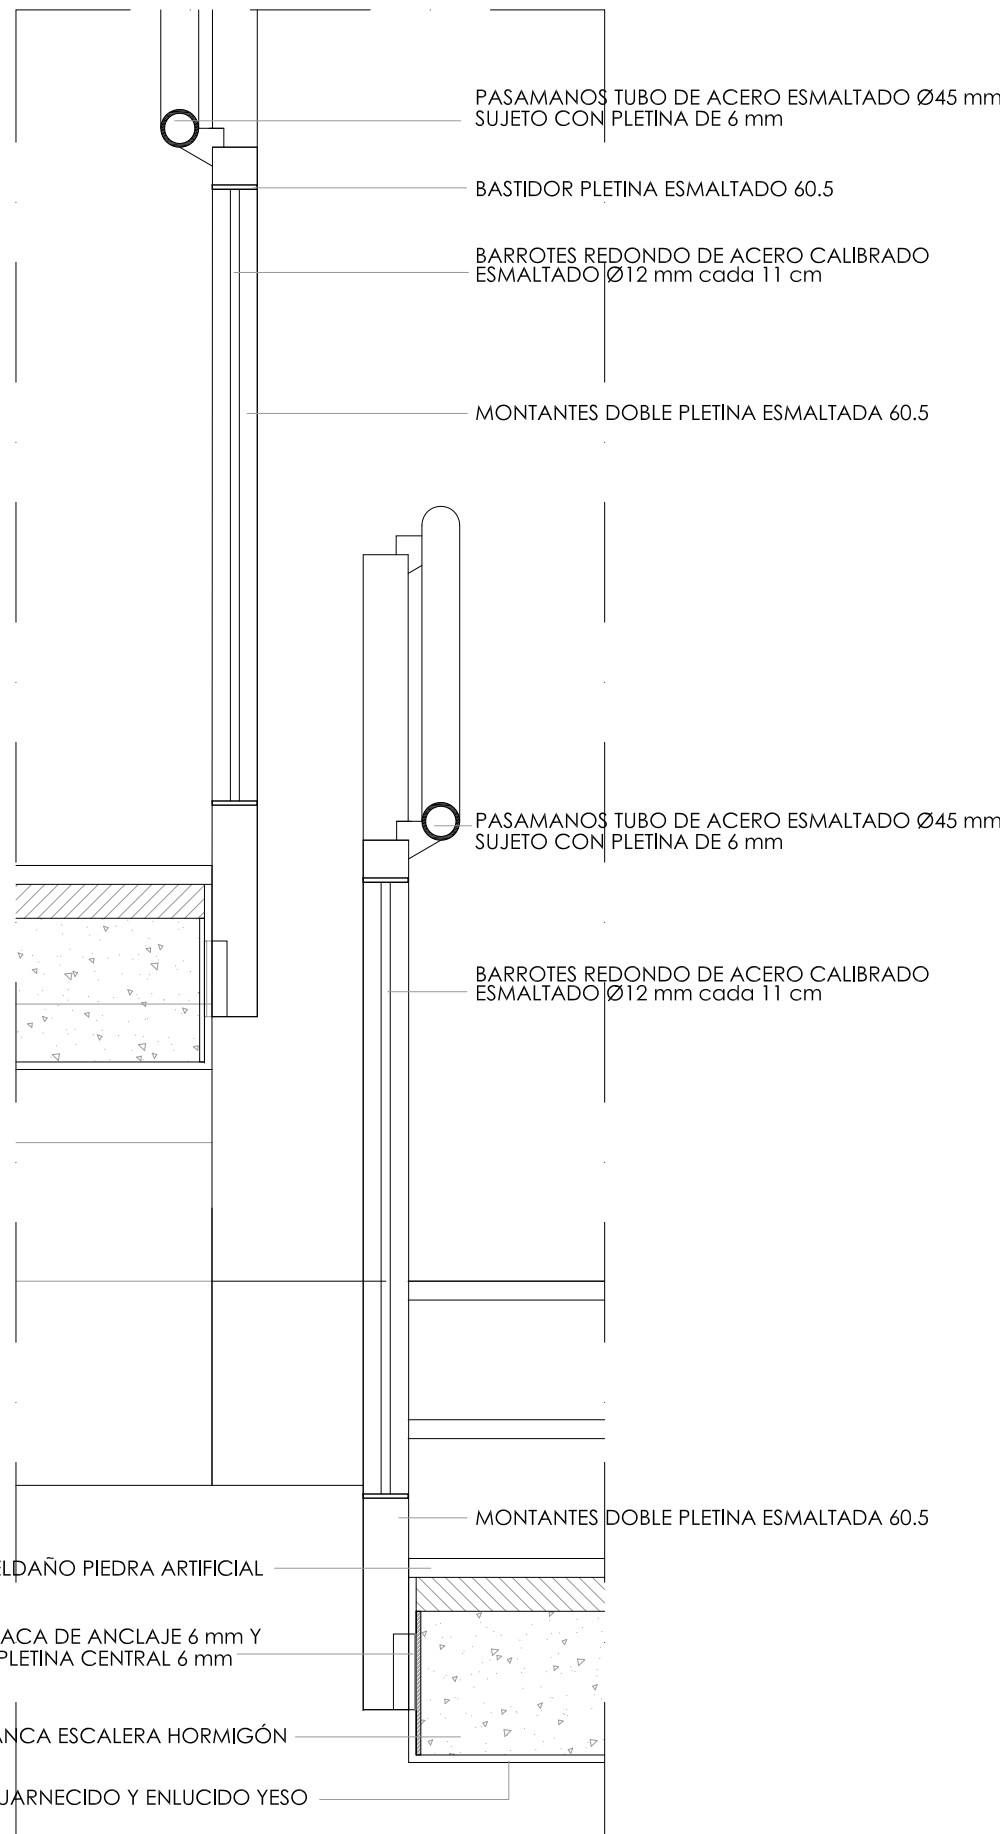 PASAMANOS TUBO DE ACERO ESMALTADO Ø45 mm
SUJETO CON PLETINA DE 6 mm
BASTIDOR PLETINA ESMALTADO 60.5
BARROTES REDONDO DE ACERO CALIBRADO
ESMALTADO Ø12 mm cada 11 cm
MONTANTES DOBLE PLETINA ESMALTADA 60.5
PASAMANOS TUBO DE ACERO ESMALTADO Ø45 mm
SUJETO CON PLETINA DE 6 mm
BARROTES REDONDO DE ACERO CALIBRADO
ESMALTADO Ø12 mm cada 11 cm
MONTANTES DOBLE PLETINA ESMALTADA 60.5
ELDAÑO PIEDRA ARTIFICIAL
ACA DE ANCLAJE 6 mm Y
PLETINA CENTRAL 6 mm
ANCA ESCALERA HORMIGÓN
UARNECIDO Y ENLUCIDO YESO